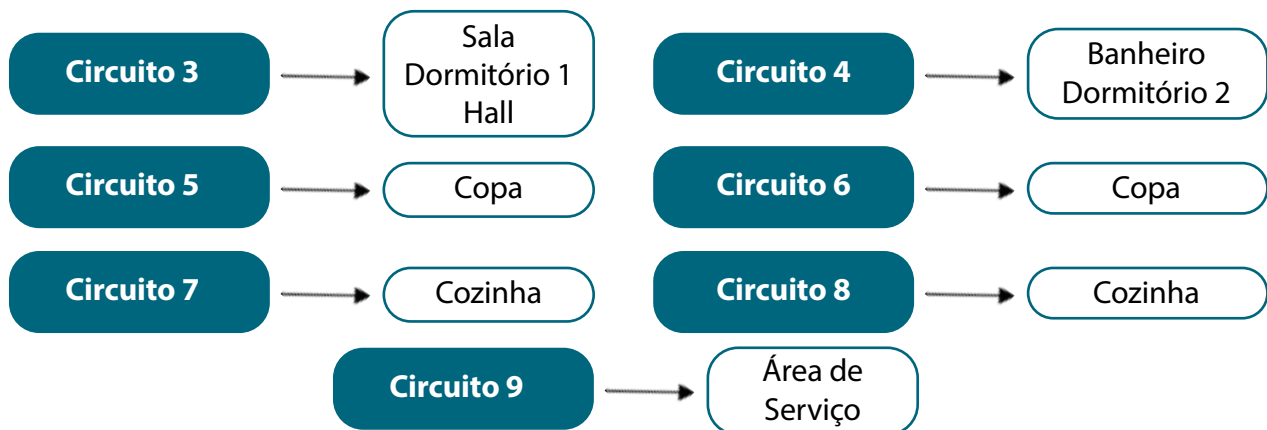 Circuito 3
Sala
Dormitório 1
Hall
Circuito 4
Banheiro
Dormitório 2
Circuito 5
Copa
Circuito 6
Copa
Circuito 7
Cozinha
Circuito 8
Cozinha
Circuito 9
Área de
Serviço